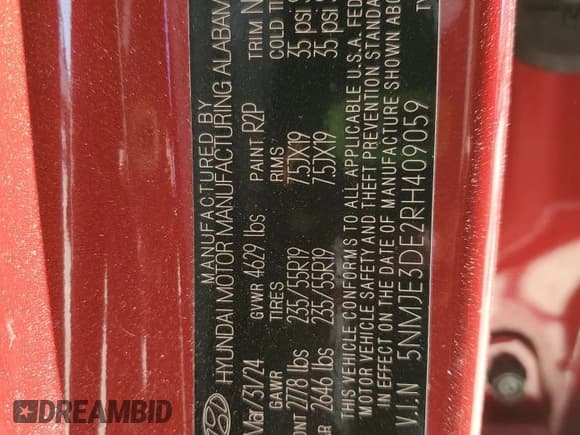 MANUFACTURED BY
HYUNDAI MOTOR MANUFACTURING ALABAMA
Mar/31/24 GVWR 4629 lbs PAINT R2P TRIM
GAWR TIRES RIMS COLD
2778 lbs 235/55R19 7.5JX19 35 psi
2646 lbs 235/55R19 7.5JX19 35 psi
THIS VEHICLE CONFORMS TO ALL APPLICABLE U.S.A. FED
MOTOR VEHICLE SAFETY AND THEFT PREVENTION STANDA
IN EFFECT ON THE DATE OF MANUFACTURE SHOWN ABO
V.I.N 5NMJE3DE2RH409059
DREAMBID